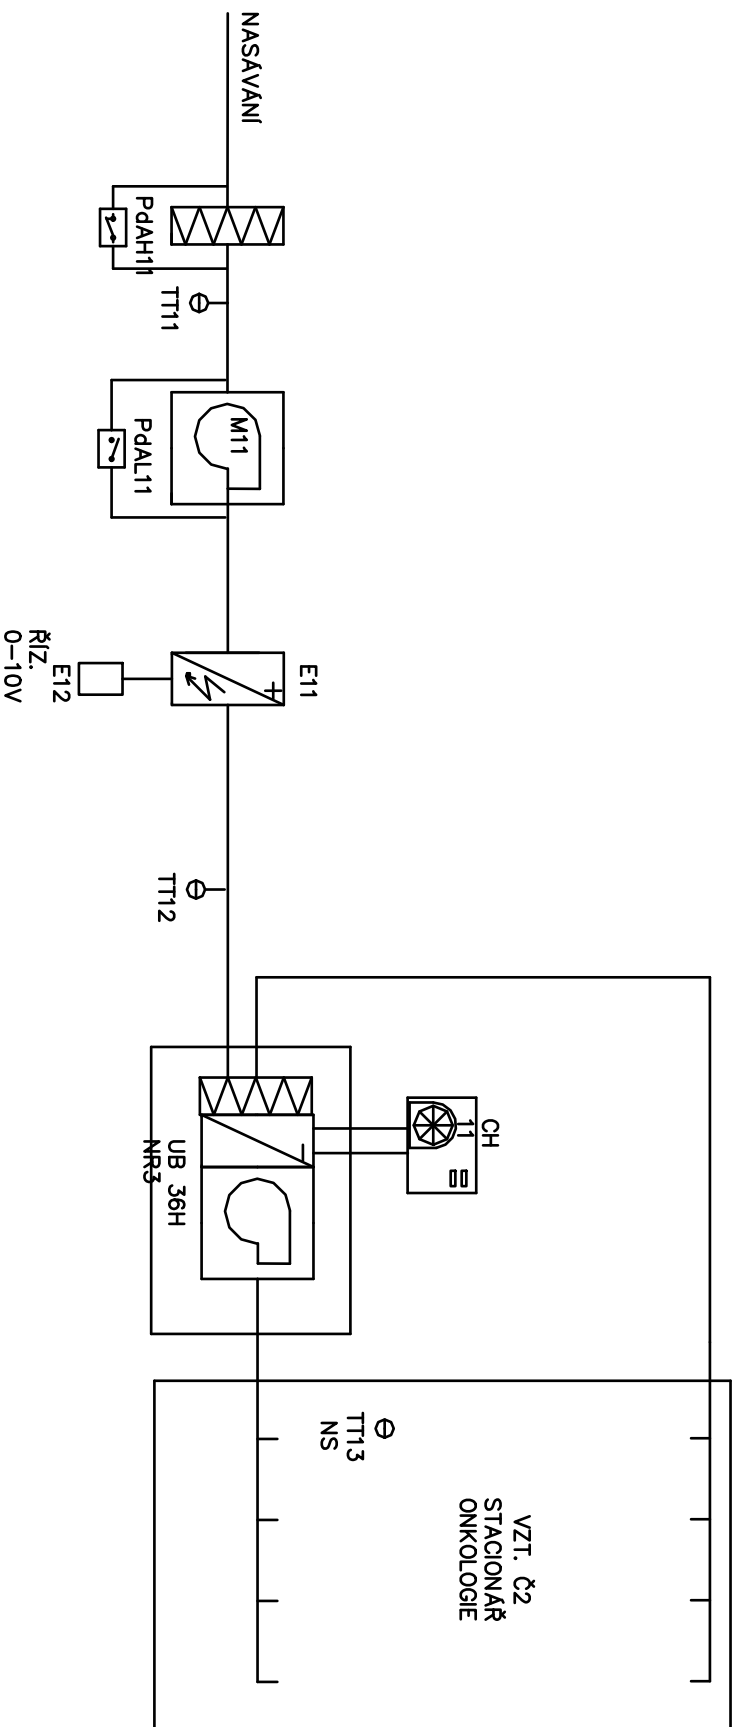 NASÁVÁNÍ
PdAH11
TT11
M11
PdAL11
E11
E12
ŘÍZ.
0-10V
TT12
CH
11
UB 36H
NR3
TT13
NS
VZT. Č2
STACIONÁŘ
ONKOLOGIE